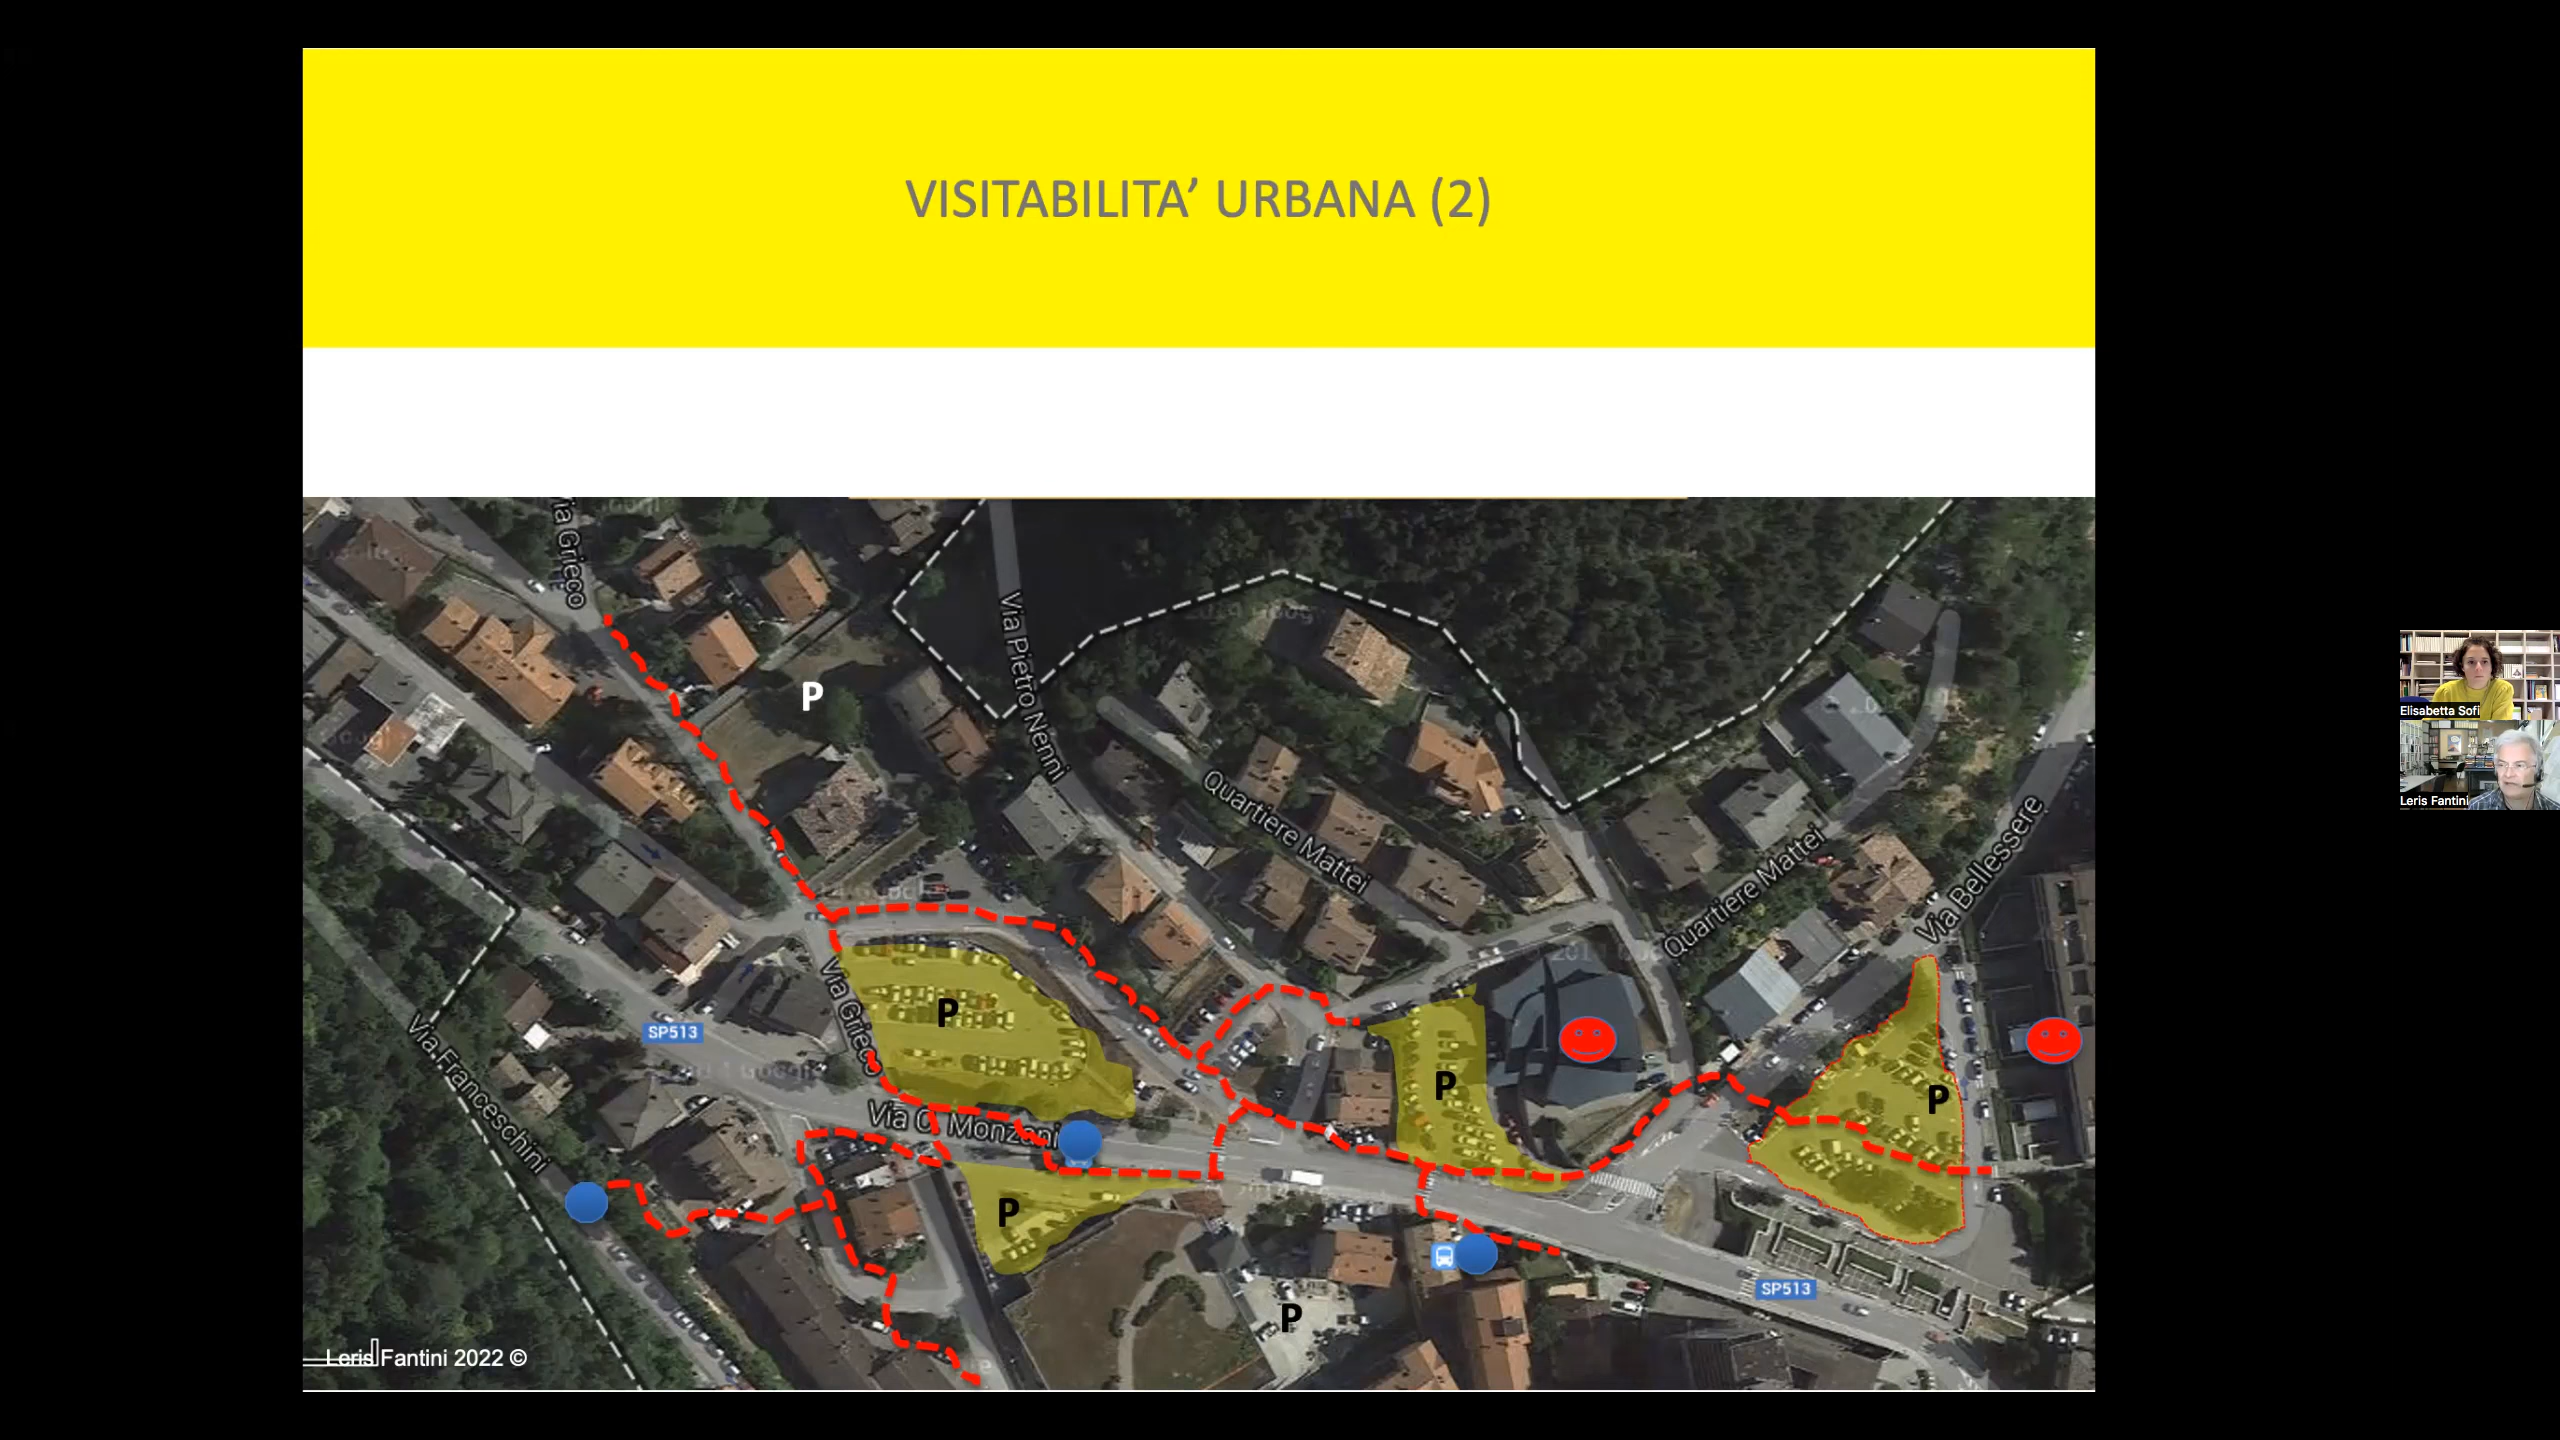 VISITABILITA’ URBANA (2)
ia Grieco
Via Pietro Nenni
P
Quartiere Mattei
Quartiere Mattei
Via Bellessere
P
Via Grieco
SP513
P
P
Via Franceschini
Via C. Monzani
P
SP513
P
Leris Fantini 2022 ©
Elisabetta Sofi
Leris Fantini